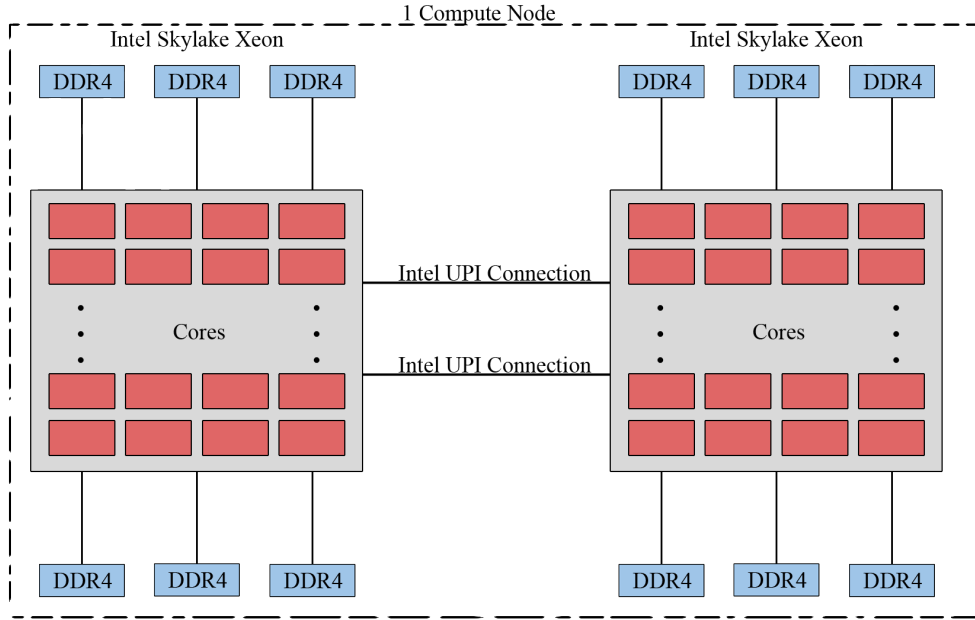 1 Compute Node
Intel Skylake Xeon
Intel Skylake Xeon
DDR4
DDR4
DDR4
DDR4
DDR4
DDR4
Intel UPI Connection
Cores
Cores
Intel UPI Connection
DDR4
DDR4
DDR4
DDR4
DDR4
DDR4